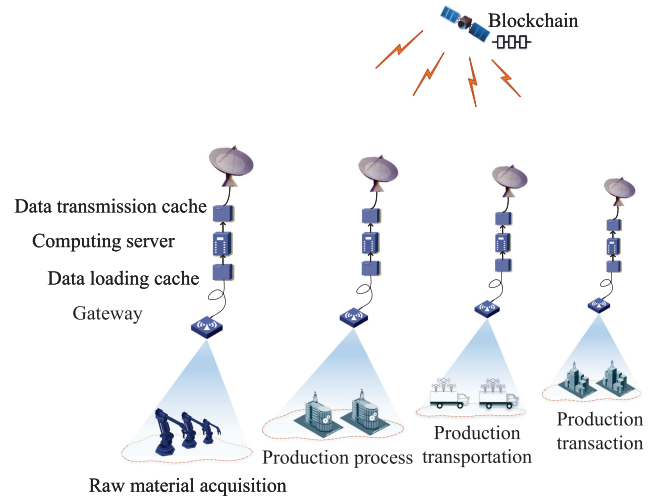 Blockchain
Data transmission cache
Computing server
Data loading cache
Gateway
Raw material acquisition
Production process
Production
transportation
Production
transaction